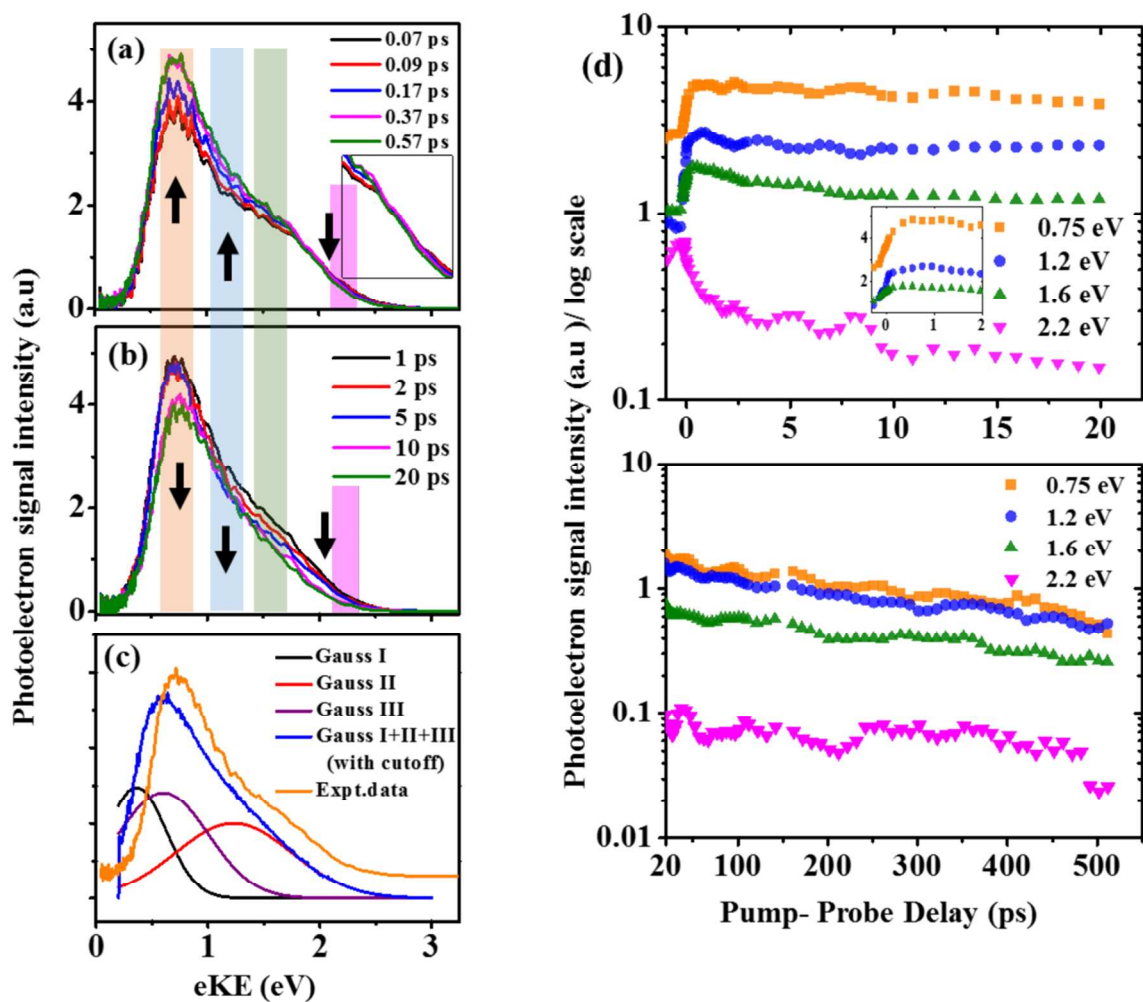 Photoelectron signal intensity (a.u)
(a)
0.07 ps
0.09 ps
0.17 ps
0.37 ps
0.57 ps
4
2
0
(b)
1 ps
2 ps
5 ps
10 ps
20 ps
4
2
0
(c)
Gauss I
Gauss II
Gauss III
Gauss I+II+III
(with cutoff)
Expt.data
0 1 2 3
eKE (eV)
Photoelectron signal intensity (a.u )/ log scale
(d)
10
1
0.1
0.75 eV
1.2 eV
1.6 eV
2.2 eV
4
2
0 1 2
0 5 10 15 20
10
1
0.1
0.01
0.75 eV
1.2 eV
1.6 eV
2.2 eV
20 100 200 300 400 500
Pump- Probe Delay (ps)